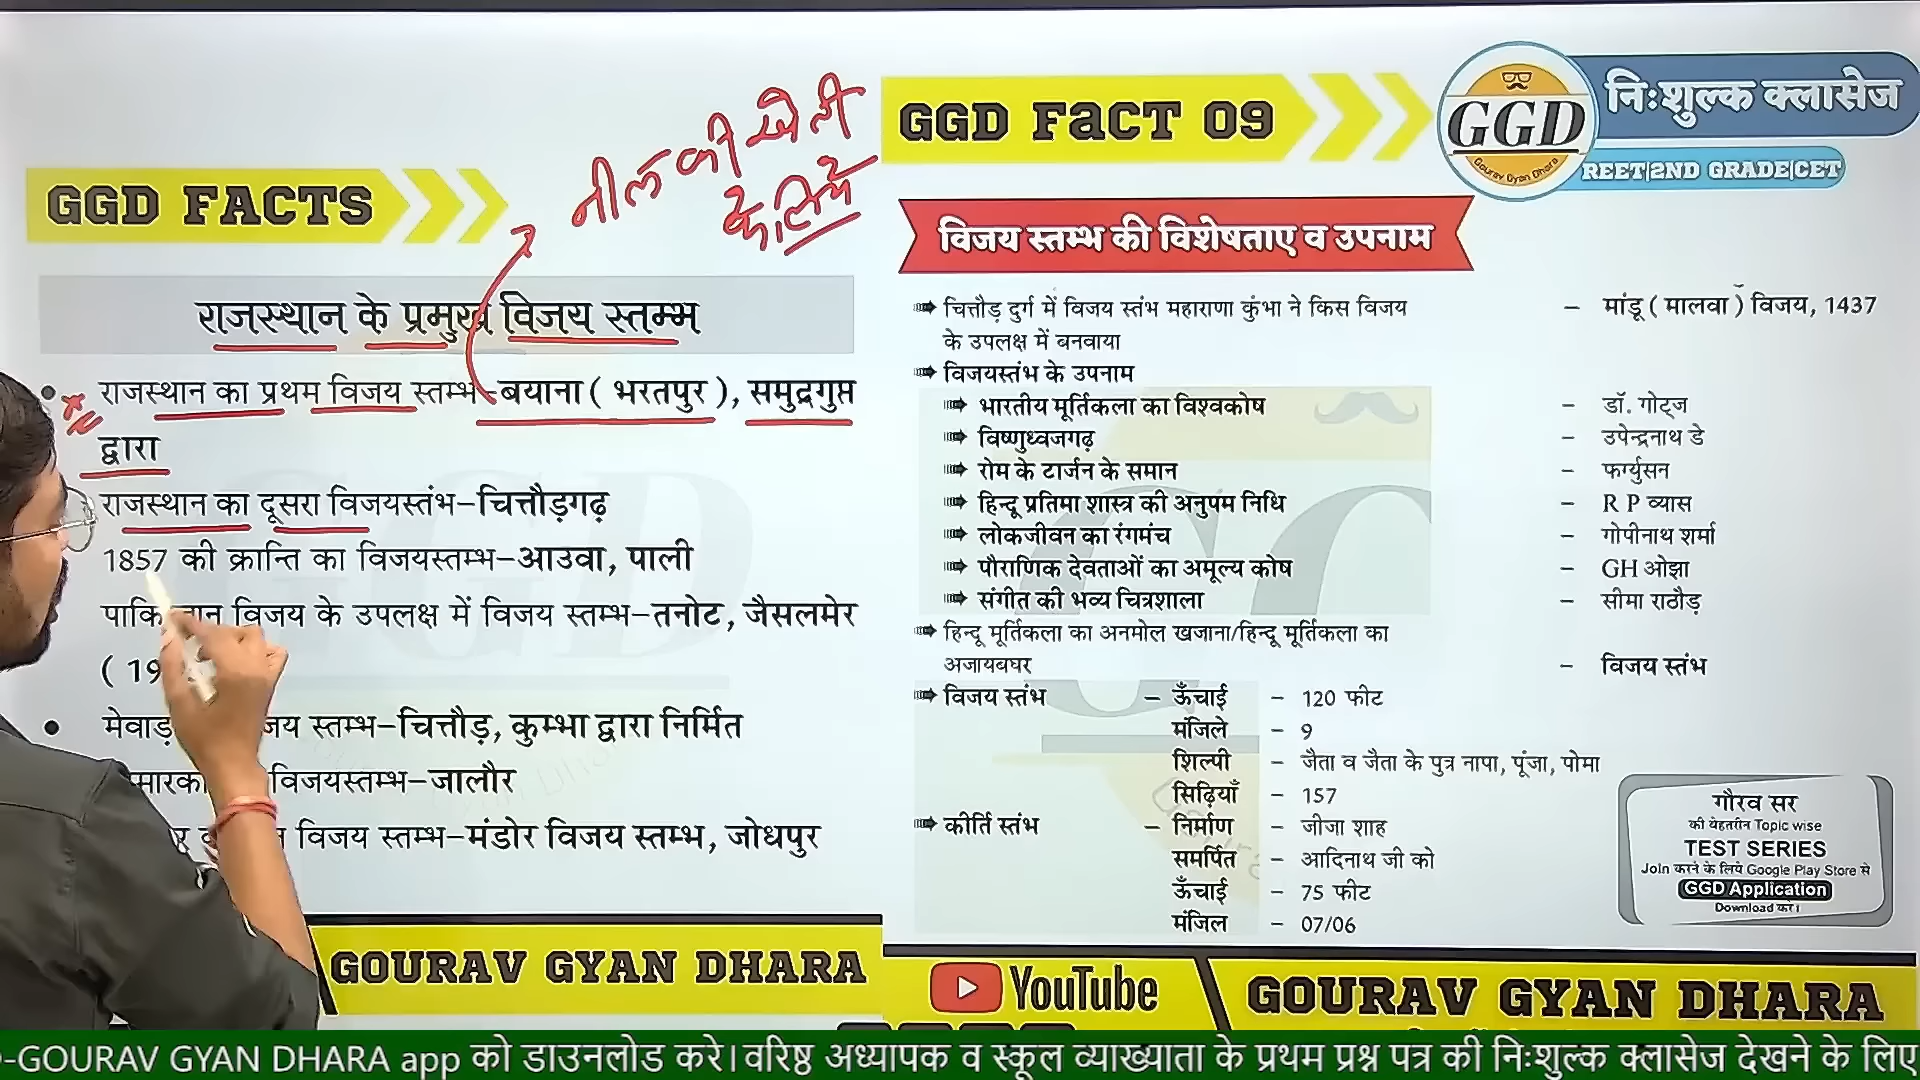 GGD FACTS
नील की खेती
के लिये
राजस्थान के प्रमुख विजय स्तम्भ
राजस्थान का प्रथम विजय स्तम्भ-बयाना ( भरतपुर ), समुद्रगुप्त
द्वारा
राजस्थान का दूसरा विजयस्तंभ-चित्तौड़गढ़
1857 की क्रान्ति का विजयस्तम्भ-आउवा, पाली
विजय के उपलक्ष में विजय स्तम्भ-तनोट, जैसलमेर
( 19
मेवाड़ स्तम्भ-चित्तौड़, कुम्भा द्वारा निर्मित
विजयस्तम्भ-जालौर
विजय स्तम्भ-मंडोर विजय स्तम्भ, जोधपुर
GOURAV GYAN DHARA
GGD FACT 09
GGD
Gourav Gyan Dhara
निःशुल्क क्लासेज
REET|2ND GRADE|CET
विजय स्तम्भ की विशेषताए व उपनाम
चित्तौड़ दुर्ग में विजय स्तंभ महाराणा कुंभा ने किस विजय – मांडू ( मालवा ) विजय, 1437
के उपलक्ष में बनवाया
विजयस्तंभ के उपनाम
भारतीय मूर्तिकला का विश्वकोष – डॉ. गोट्ज
विष्णुध्वजगढ़ – उपेन्द्रनाथ डे
रोम के टार्जन के समान – फर्ग्युसन
हिन्दू प्रतिमा शास्त्र की अनुपम निधि – R P व्यास
लोकजीवन का रंगमंच – गोपीनाथ शर्मा
पौराणिक देवताओं का अमूल्य कोष – GH ओझा
संगीत की भव्य चित्रशाला – सीमा राठौड़
हिन्दू मूर्तिकला का अनमोल खजाना/हिन्दू मूर्तिकला का
अजायबघर – विजय स्तंभ
विजय स्तंभ – ऊँचाई – 120 फीट
मंजिले – 9
शिल्पी – जैता व जैता के पुत्र नापा, पूंजा, पोमा
सिढ़ियाँ – 157
कीर्ति स्तंभ – निर्माण – जीजा शाह
समर्पित – आदिनाथ जी को
ऊँचाई – 75 फीट
मंजिल – 07/06
गौरव सर
की बेहतरीन Topic wise
TEST SERIES
Join करने के लिये Google Play Store से
GGD Application
Download करे।
YouTube
GOURAV GYAN DHARA
-GOURAV GYAN DHARA app को डाउनलोड करे। वरिष्ठ अध्यापक व स्कूल व्याख्याता के प्रथम प्रश्न पत्र की निःशुल्क क्लासेज देखने के लिए